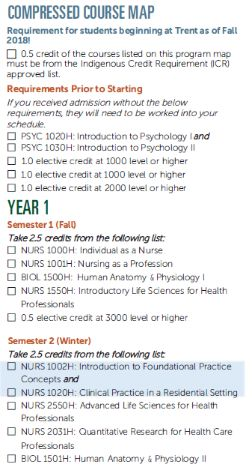 COMPRESSED COURSE MAP
Requirement for students beginning at Trent as of Fall
2018!
☐ 0.5 credit of the courses listed on this program map
must be from the Indigenous Credit Requirement (ICR)
approved list.
Requirements Prior to Starting
If you received admission without the below
requirements, they will need to be worked into your
schedule.
☐ PSYC 1020H: Introduction to Psychology I and
☐ PSYC 1030H: Introduction to Psychology II
☐ 1.0 elective credit at 1000 level or higher
☐ 1.0 elective credit at 1000 level or higher
☐ 1.0 elective credit at 2000 level or higher
YEAR 1
Semester 1 (Fall)
Take 2.5 credits from the following list:
☐ NURS 1000H: Individual as a Nurse
☐ NURS 1001H: Nursing as a Profession
☐ BIOL 1500H: Human Anatomy & Physiology I
☐ NURS 1550H: Introductory Life Sciences for Health
Professionals
☐ 0.5 elective credit at 3000 level or higher
Semester 2 (Winter)
Take 2.5 credits from the following list:
☐ NURS 1002H: Introduction to Foundational Practice
Concepts and
☐ NURS 1020H: Clinical Practice in a Residential Setting
☐ NURS 2550H: Advanced Life Sciences for Health
Professionals
☐ NURS 2031H: Quantitative Research for Health Care
Professionals
☐ BIOL 1501H: Human Anatomy & Physiology II